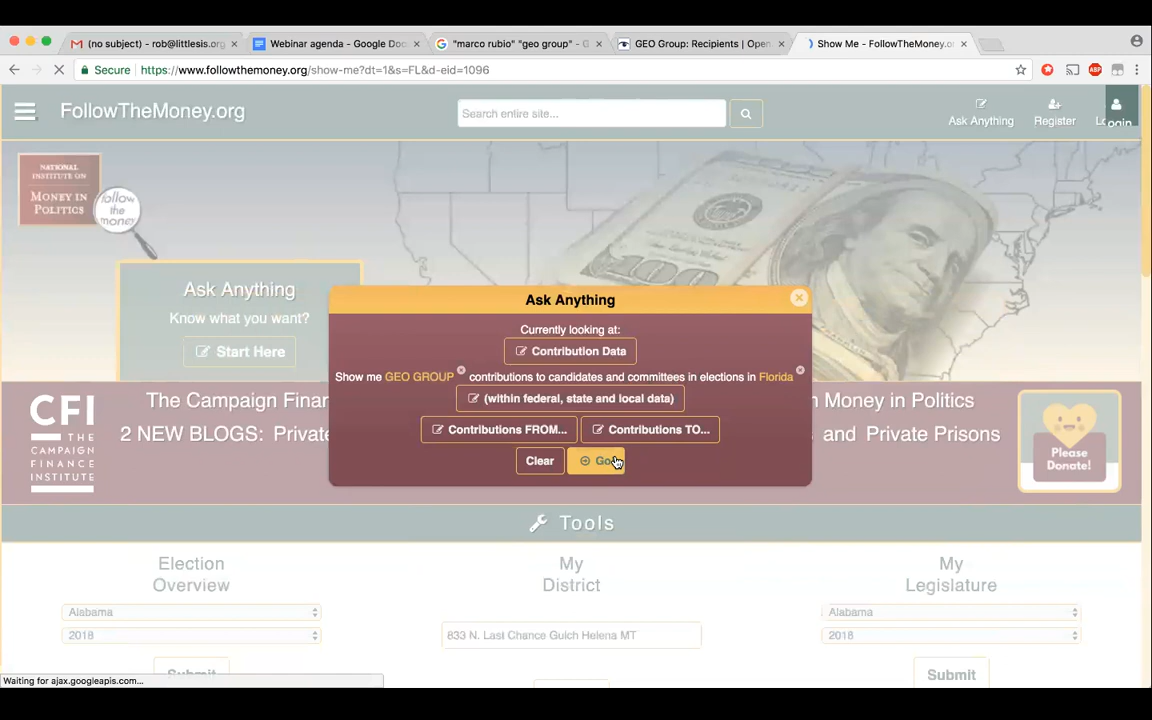 (no subject) - rob@littlesis.org
Webinar agenda - Google Doc
"marco rubio" "geo group" - G
GEO Group: Recipients | Open
Show Me - FollowTheMoney.o
Secure
https://www.followthemoney.org/show-me?dt=1&s=FL&d-eid=1096
FollowTheMoney.org
Search entire site...
Ask Anything
Register
NATIONAL
INSTITUTE ON
MONEY IN
POLITICS
follow
the
money
Ask Anything
Know what you want?
Start Here
Ask Anything
Currently looking at:
Contribution Data
Show me GEO GROUP contributions to candidates and committees in elections in Florida
(within federal, state and local data)
Contributions FROM...
Contributions TO...
Clear
Go
CFI
THE
CAMPAIGN
FINANCE
INSTITUTE
The Campaign Finan
n Money in Politics
2 NEW BLOGS: Private
and Private Prisons
Please
Donate!
Tools
Election
Overview
Alabama
2018
Submit
My
District
833 N. Last Chance Gulch Helena MT
My
Legislature
Alabama
2018
Submit
Waiting for ajax.googleapis.com...